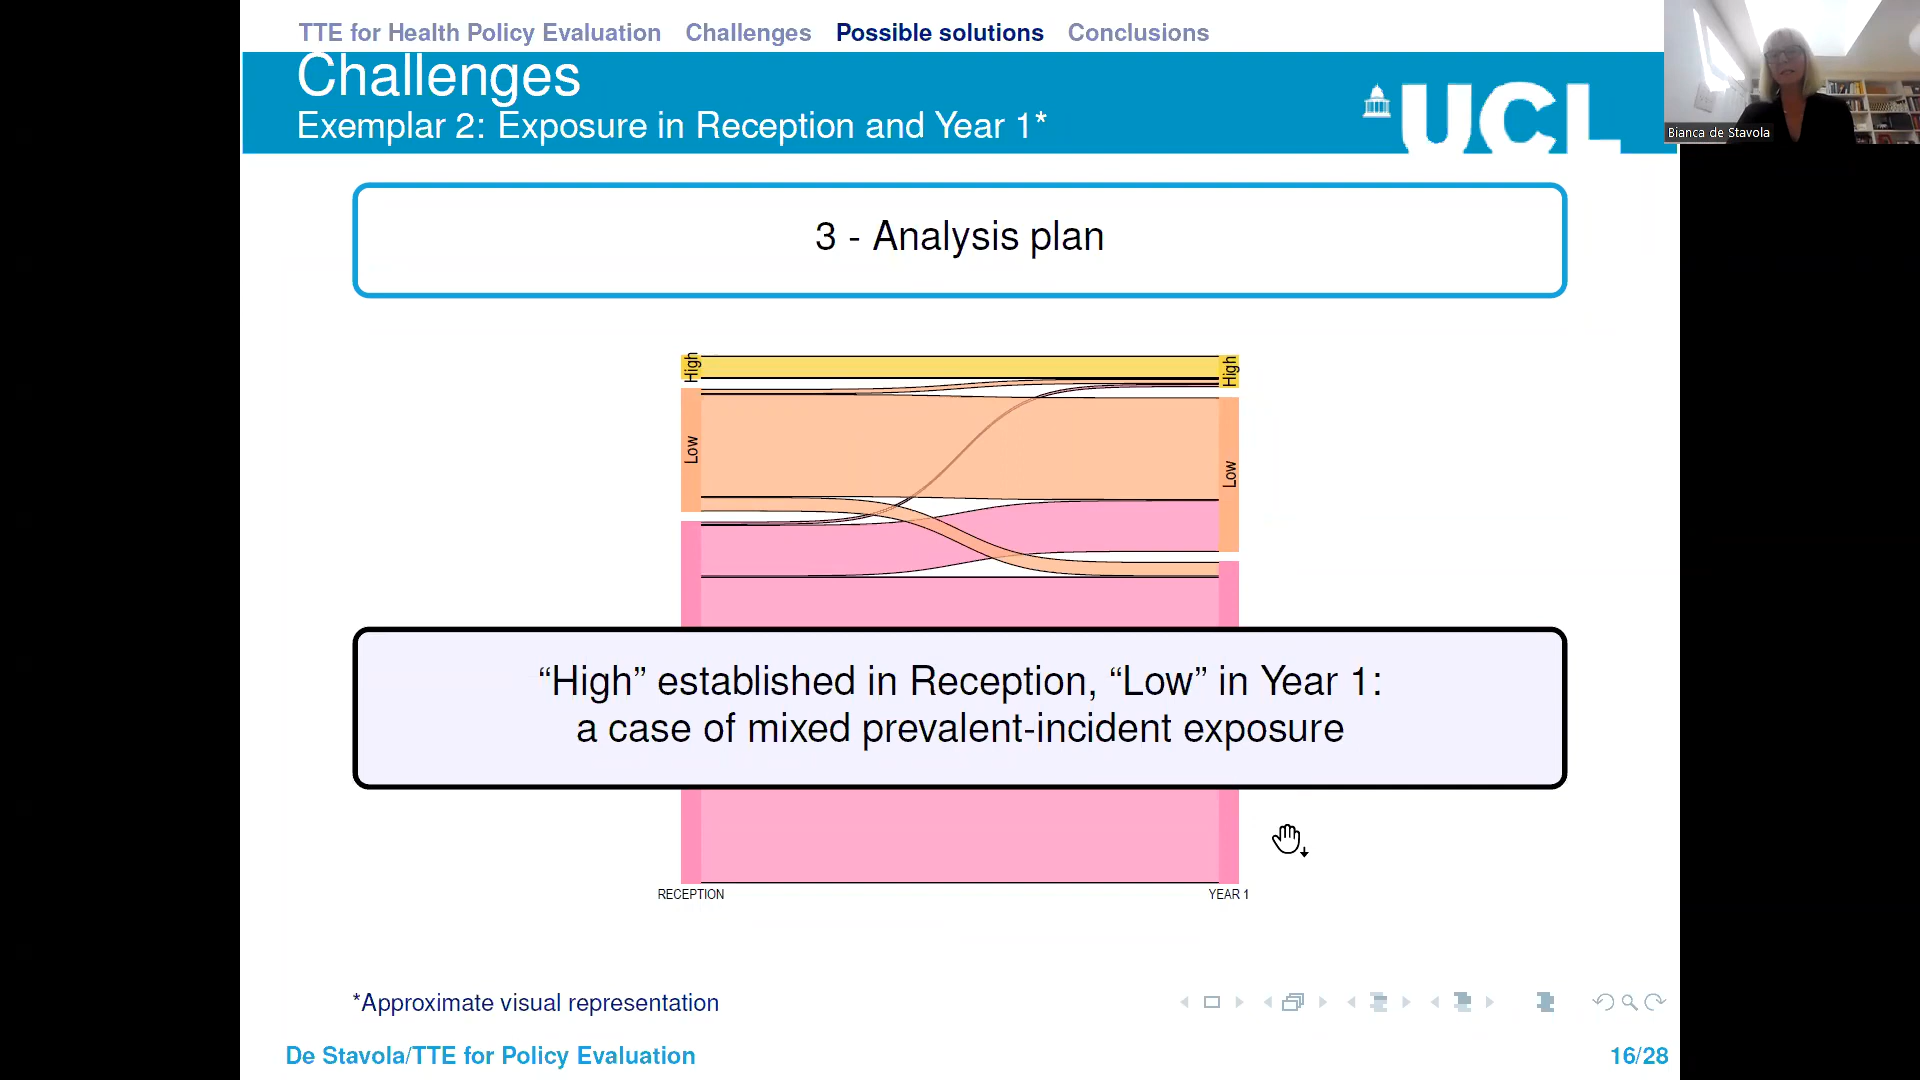 TTE for Health Policy Evaluation Challenges Possible solutions Conclusions
Challenges
Exemplar 2: Exposure in Reception and Year 1*
UCL
Bianca de Stavola
3 - Analysis plan
High
High
Low
Low
“High” established in Reception, “Low” in Year 1:
a case of mixed prevalent-incident exposure
RECEPTION
YEAR 1
*Approximate visual representation
De Stavola/TTE for Policy Evaluation
16/28